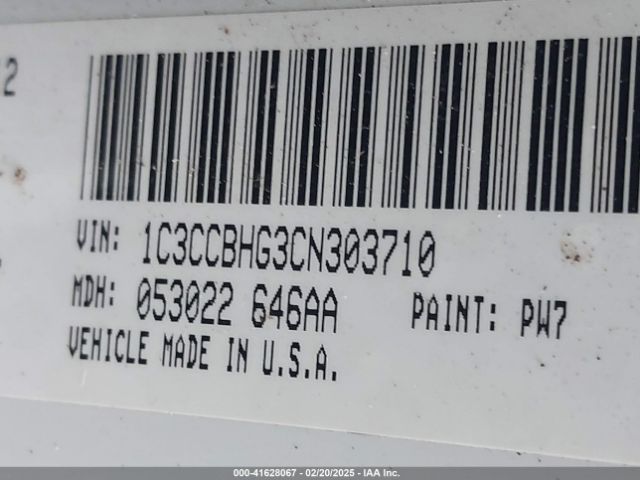 2
VIN: 1C3CCBHG3CN303710
MDH: 053022 646AA PAINT: PW7
VEHICLE MADE IN U.S.A.
000-41628067 - 02/20/2025 - IAA Inc.